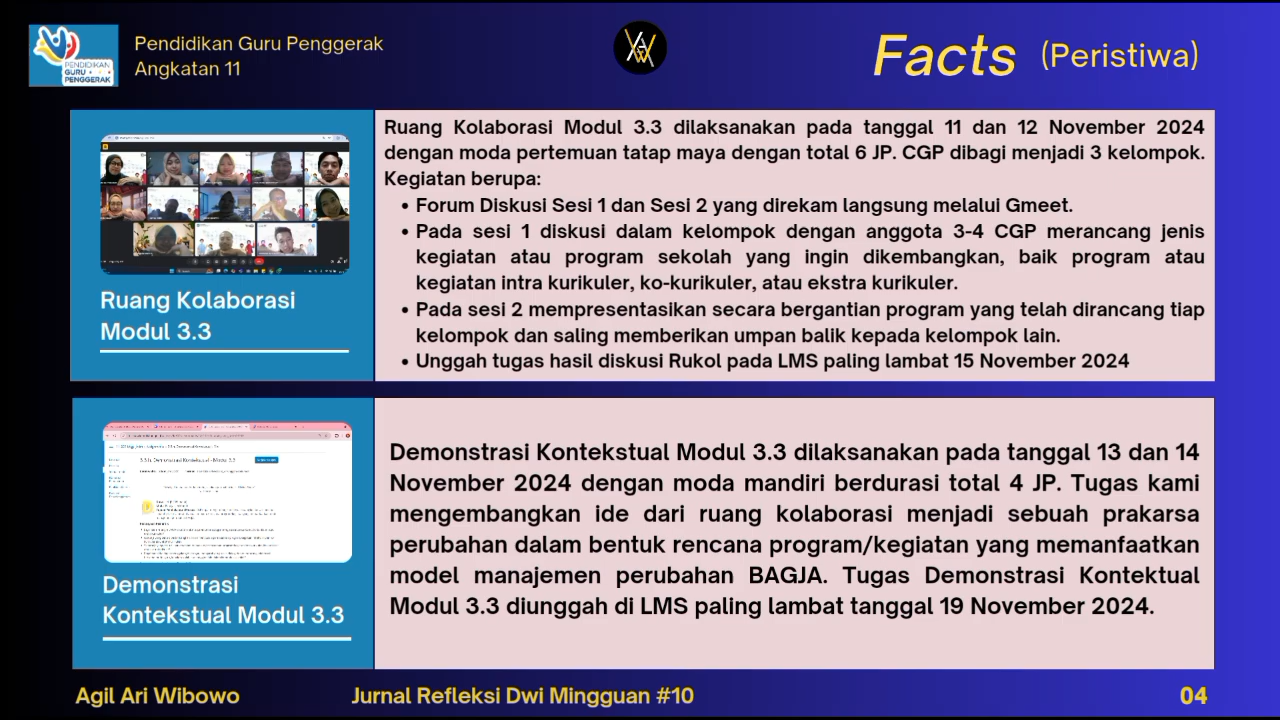 PENDIDIKAN
GURU
PENGGERAK
Pendidikan Guru Penggerak
Angkatan 11
Facts (Peristiwa)
Ruang Kolaborasi
Modul 3.3
Ruang Kolaborasi Modul 3.3 dilaksanakan pada tanggal 11 dan 12 November 2024
dengan moda pertemuan tatap maya dengan total 6 JP. CGP dibagi menjadi 3 kelompok.
Kegiatan berupa:
• Forum Diskusi Sesi 1 dan Sesi 2 yang direkam langsung melalui Gmeet.
• Pada sesi 1 diskusi dalam kelompok dengan anggota 3-4 CGP merancang jenis
kegiatan atau program sekolah yang ingin dikembangkan, baik program atau
kegiatan intra kurikuler, ko-kurikuler, atau ekstra kurikuler.
• Pada sesi 2 mempresentasikan secara bergantian program yang telah dirancang tiap
kelompok dan saling memberikan umpan balik kepada kelompok lain.
• Unggah tugas hasil diskusi Rukol pada LMS paling lambat 15 November 2024
Demonstrasi
Kontekstual Modul 3.3
Demonstrasi Kontekstual Modul 3.3 dilaksanakan pada tanggal 13 dan 14
November 2024 dengan moda mandiri berdurasi total 4 JP. Tugas kami
mengembangkan ide dari ruang kolaborasi menjadi sebuah prakarsa
perubahan dalam bentuk rencana program/kegiatan yang memanfaatkan
model manajemen perubahan BAGJA. Tugas Demonstrasi Kontektual
Modul 3.3 diunggah di LMS paling lambat tanggal 19 November 2024.
Agil Ari Wibowo
Jurnal Refleksi Dwi Mingguan #10
04